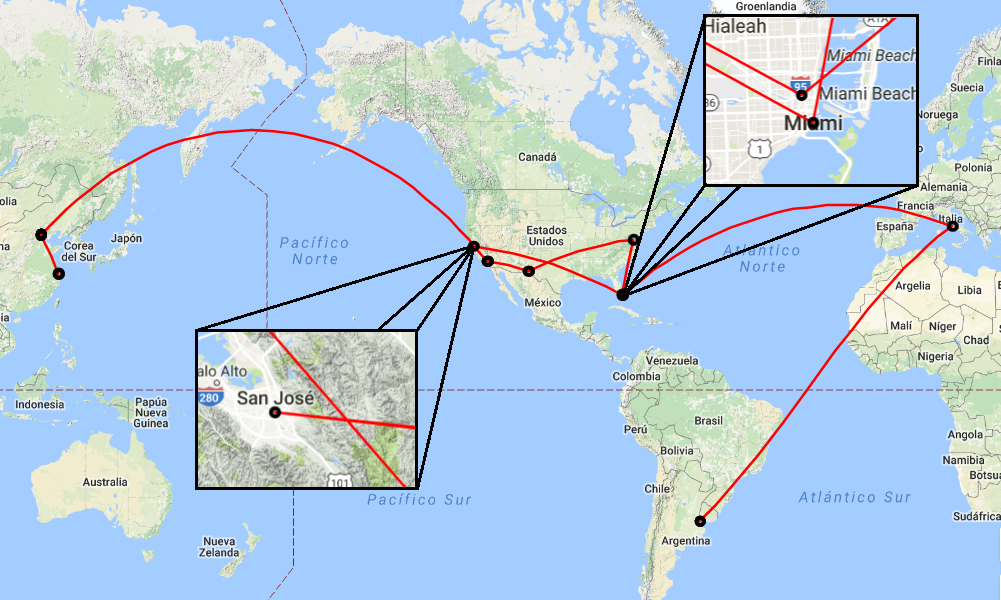 Groenlandia
Finla
Suecia
Noruega
Polonia
Alemania
Francia
Italia
España
Canadá
Estados
Unidos
México
Pacífico
Norte
Atlántico
Norte
olia
na
Corea
del Sur
Japón
Hialeah
A1A
Miami Beach
95
Miami Beach
86
Miami
1
Argelia
Libia
E
Malí
Níger
Chad
Nigeria
Venezuela
Colombia
Perú
Brasil
Bolivia
Chile
Argentina
Angola
Namibia
Botsu
Sudáfrica
ia
Indonesia
Papúa
Nueva
Guinea
Australia
Nueva
Zelanda
alo Alto
280
San José
101
Pacífico Sur
Atlántico Sur